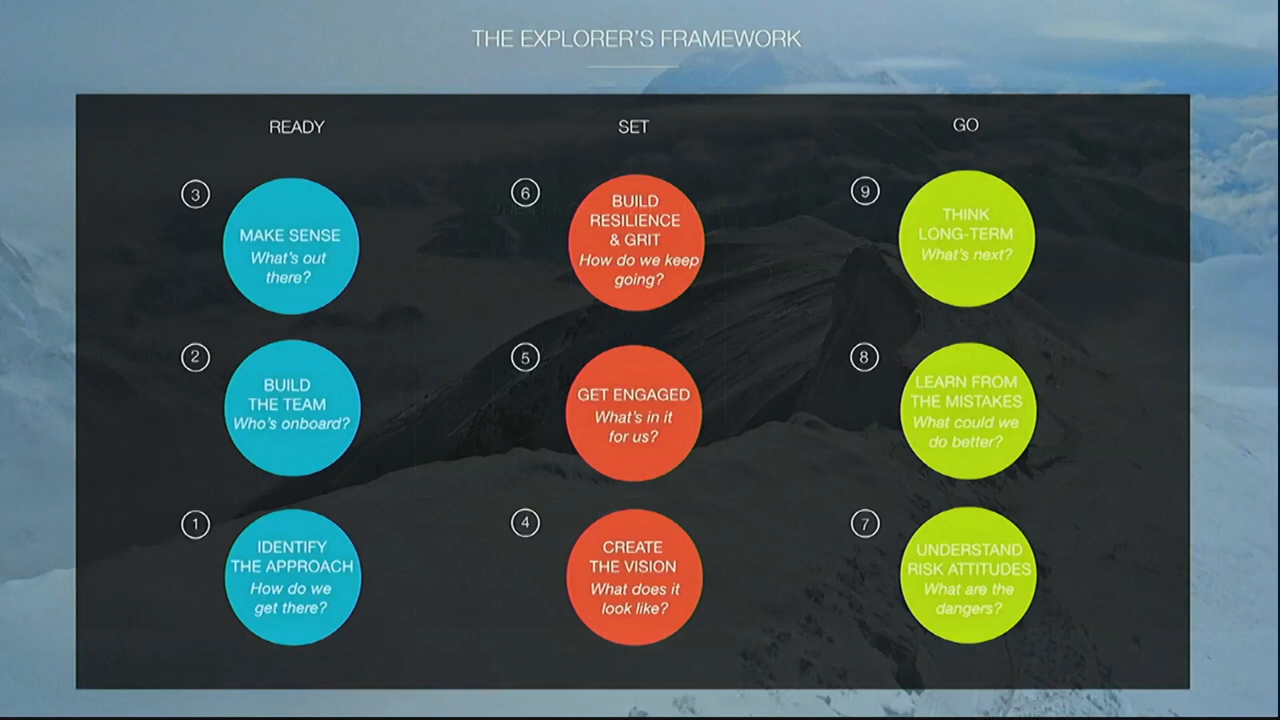 THE EXPLORER'S FRAMEWORK
READY
SET
GO
3
MAKE SENSE
What's out
there?
6
BUILD
RESILIENCE
& GRIT
How do we keep
going?
9
THINK
LONG-TERM
What's next?
2
BUILD
THE TEAM
Who's onboard?
5
GET ENGAGED
What's in it
for us?
8
LEARN FROM
THE MISTAKES
What could we
do better?
1
IDENTIFY
THE APPROACH
How do we
get there?
4
CREATE
THE VISION
What does it
look like?
7
UNDERSTAND
RISK ATTITUDES
What are the
dangers?